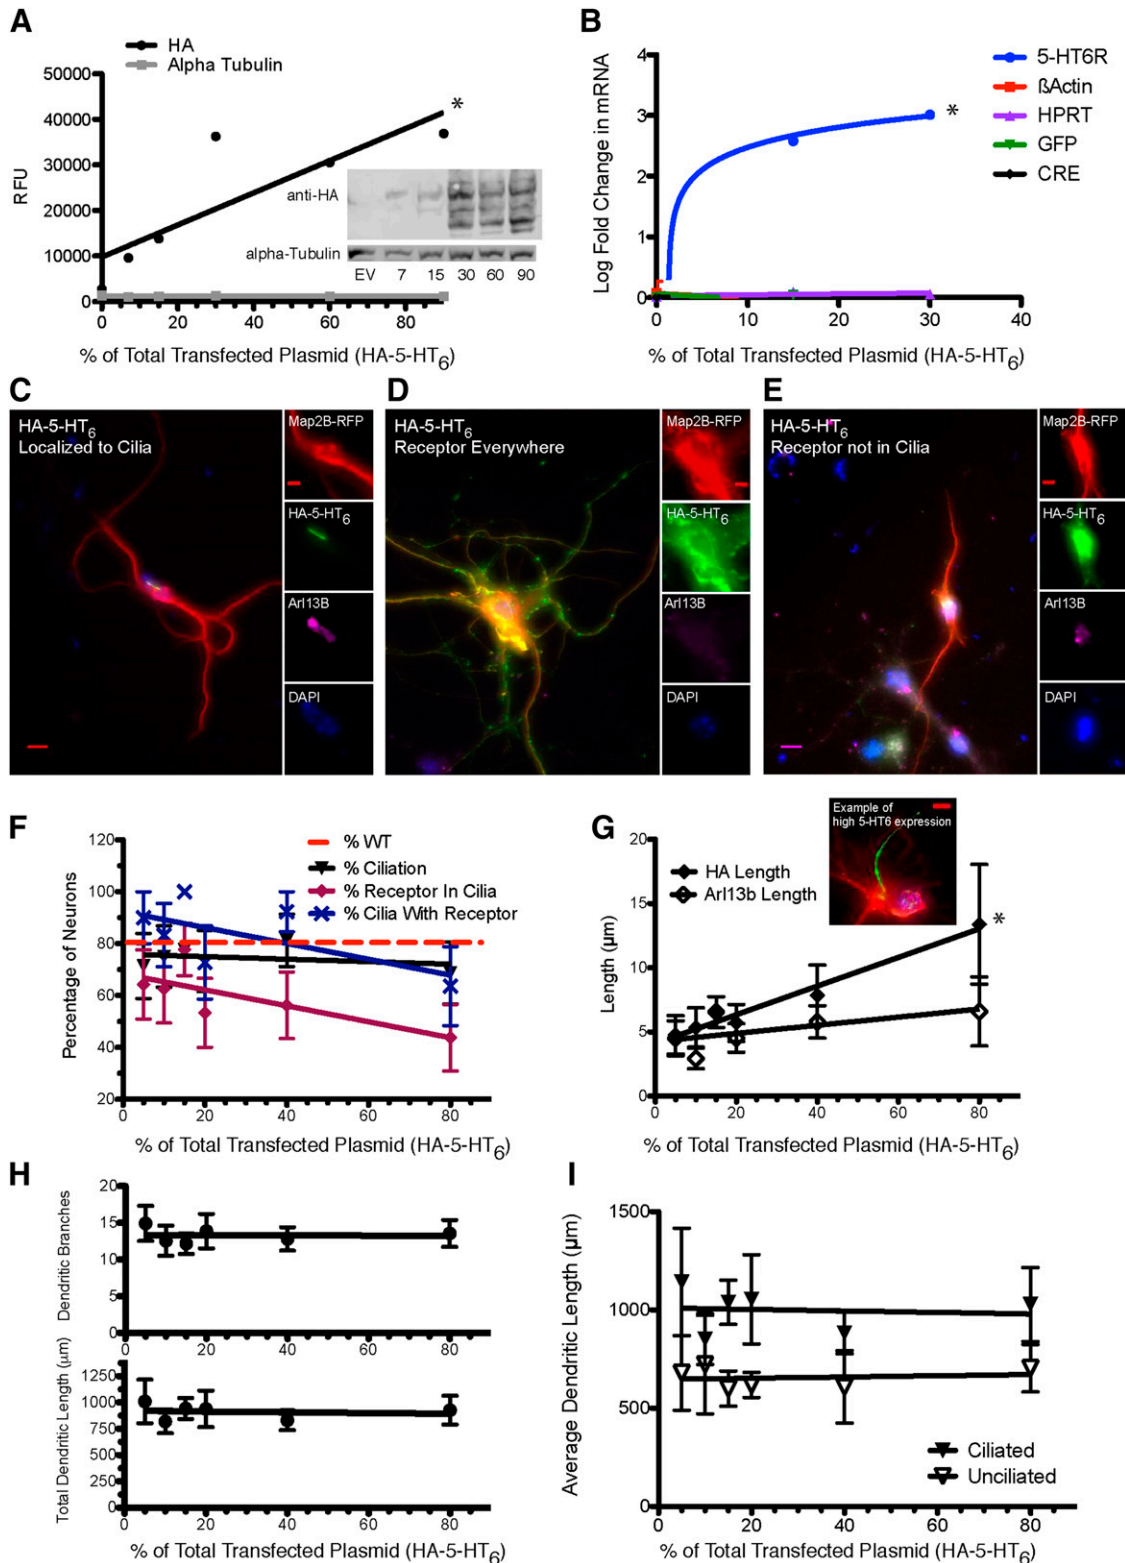 A
HA
Alpha Tubulin
50000
40000
30000
20000
10000
0
RFU
*
anti-HA
alpha-Tubulin
EV 7 15 30 60 90
0 20 40 60 80
% of Total Transfected Plasmid (HA-5-HT6)
B
4
3
2
1
0
Log Fold Change in mRNA
*
5-HT6R
ßActin
HPRT
GFP
CRE
0 10 20 30 40
% of Total Transfected Plasmid (HA-5-HT6)
C
HA-5-HT6
Localized to Cilia
Map2B-RFP
HA-5-HT6
Arl13B
DAPI
D
HA-5-HT6
Receptor Everywhere
Map2B-RFP
HA-5-HT6
Arl13B
DAPI
E
HA-5-HT6
Receptor not in Cilia
Map2B-RFP
HA-5-HT6
Arl13B
DAPI
F
120
100
80
60
40
20
Percentage of Neurons
% WT
% Ciliation
% Receptor In Cilia
% Cilia With Receptor
0 20 40 60 80
% of Total Transfected Plasmid (HA-5-HT6)
G
Example of
high 5-HT6 expression
20
15
10
5
0
Length (µm)
HA Length
Arl13b Length
*
0 20 40 60 80
% of Total Transfected Plasmid (HA-5-HT6)
H
20
15
10
5
0
Dendritic Branches
0 20 40 60 80
1250
1000
750
500
250
0
Total Dendritic Length (µm)
0 20 40 60 80
% of Total Transfected Plasmid (HA-5-HT6)
I
1500
1000
500
0
Average Dendritic Length (µm)
Ciliated
Unciliated
0 20 40 60 80
% of Total Transfected Plasmid (HA-5-HT6)